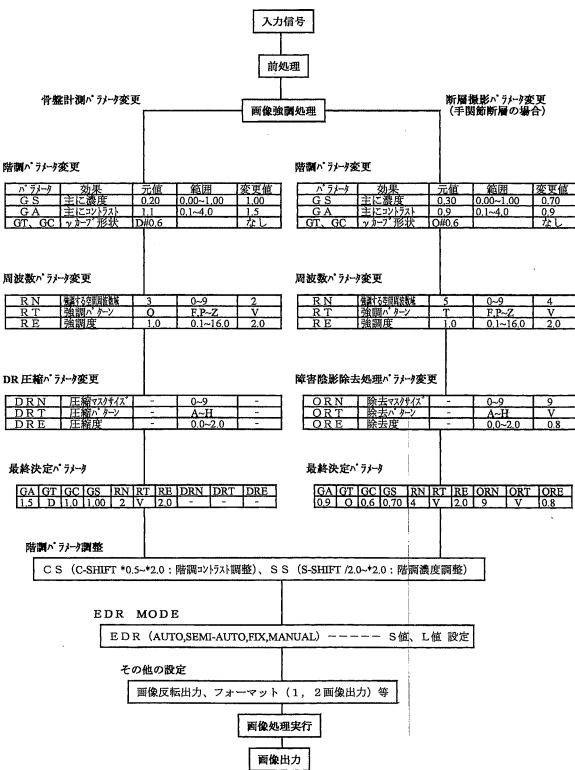 入力信号
前処理
画像強調処理
骨盤計測パラメータ変更
断層撮影パラメータ変更
(手関節断層の場合)
階調パラメータ変更
パラメータ 効果 元値 範囲 変更値
GS 主に濃度 0.20 0.00~1.00 1.00
GA 主にコントラスト 1.1 0.1~4.0 1.5
GT、GC γカーブ形状 D#0.6 なし
階調パラメータ変更
パラメータ 効果 元値 範囲 変更値
GS 主に濃度 0.30 0.00~1.00 0.70
GA 主にコントラスト 0.9 0.1~4.0 0.9
GT、GC γカーブ形状 O#0.6 なし
周波数パラメータ変更
RN 強調する空間周波数域 3 0~9 2
RT 強調パターン Q F,P~Z V
RE 強調度 1.0 0.1~16.0 2.0
周波数パラメータ変更
RN 強調する空間周波数域 5 0~9 4
RT 強調パターン T F,P~Z V
RE 強調度 1.0 0.1~16.0 2.0
DR圧縮パラメータ変更
DRN 圧縮マスクサイズ - 0~9 -
DRT 圧縮パターン - A~H -
DRE 圧縮度 0.0~2.0 -
障害陰影除去処理パラメータ変更
ORN 除去マスクサイズ - 0~9 9
ORT 除去パターン - A~H V
ORE 除去度 - 0.0~2.0 0.8
最終決定パラメータ
GA GT GC GS RN RT RE DRN DRT DRE
1.5 D 1.0 1.00 2 V 2.0 - - -
最終決定パラメータ
GA GT GC GS RN RT RE ORN ORT ORE
0.9 O 0.6 0.70 4 V 2.0 9 V 0.8
階調パラメータ調整
CS (C-SHIFT *0.5~*2.0:階調コントラスト調整)、SS (S-SHIFT /2.0~*2.0:階調濃度調整)
EDR MODE
EDR (AUTO,SEMI-AUTO,FIX,MANUAL) ----- S値、L値 設定
その他の設定
画像反転出力、フォーマット(1,2画像出力)等
画像処理実行
画像出力